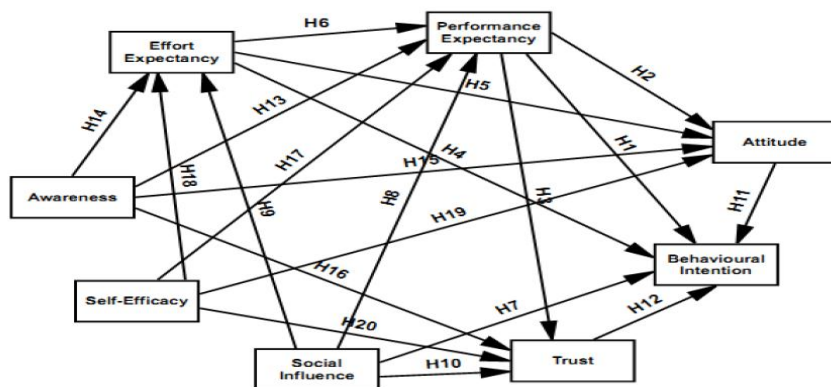 Performance
Expectancy
H6
Effort
Expectancy
H2
H5
H13
H14
H17
H4
H1
Attitude
H15
H18
H8
H3
H11
Awareness
H9
H19
Behavioural
Intention
H16
Self-Efficacy
H7
H12
H20
Social
Influence
H10
Trust